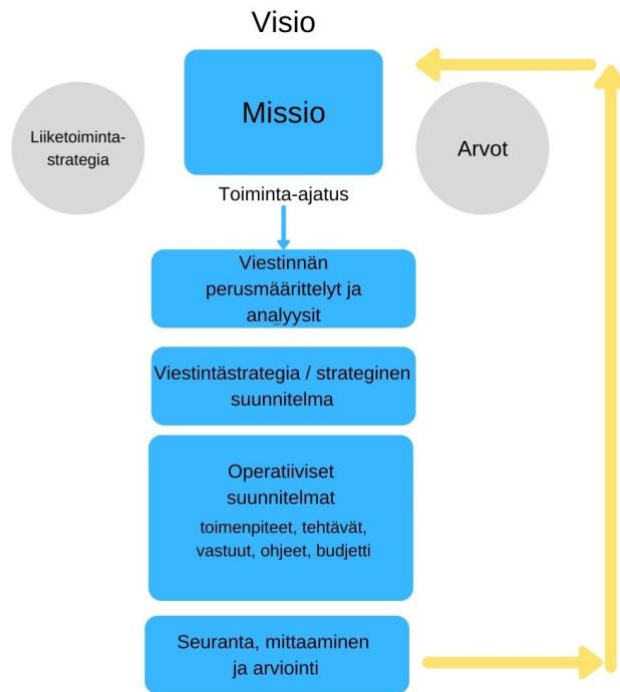 Visio
Missio
Liiketoiminta-
strategia
Arvot
Toiminta-ajatus
Viestinnän
perusmäärittelyt ja
analyysit
Viestintästrategia / strateginen
suunnitelma
Operatiiviset
suunnitelmat
toimenpiteet, tehtävät,
vastuut, ohjeet, budjetti
Seuranta, mittaaminen
ja arviointi